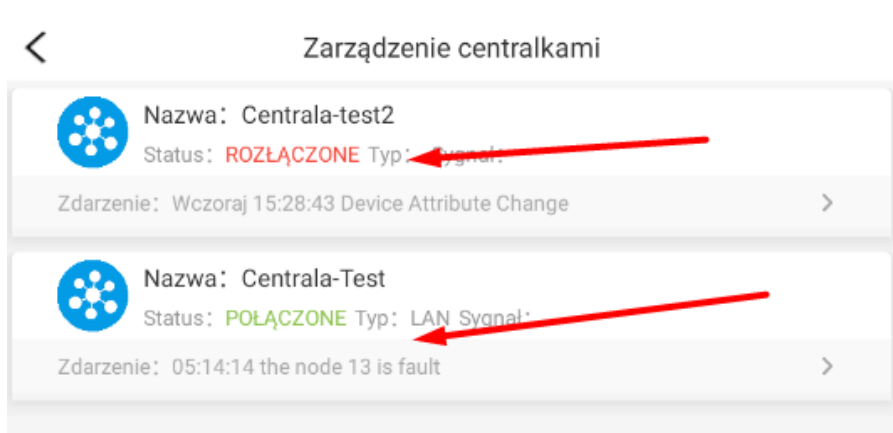 Zarządzenie centralkami
Nazwa: Centrala-test2
Status: ROZŁĄCZONE Typ: Sygnał:
Zdarzenie: Wczoraj 15:28:43 Device Attribute Change
Nazwa: Centrala-Test
Status: POŁĄCZONE Typ: LAN Sygnał:
Zdarzenie: 05:14:14 the node 13 is fault